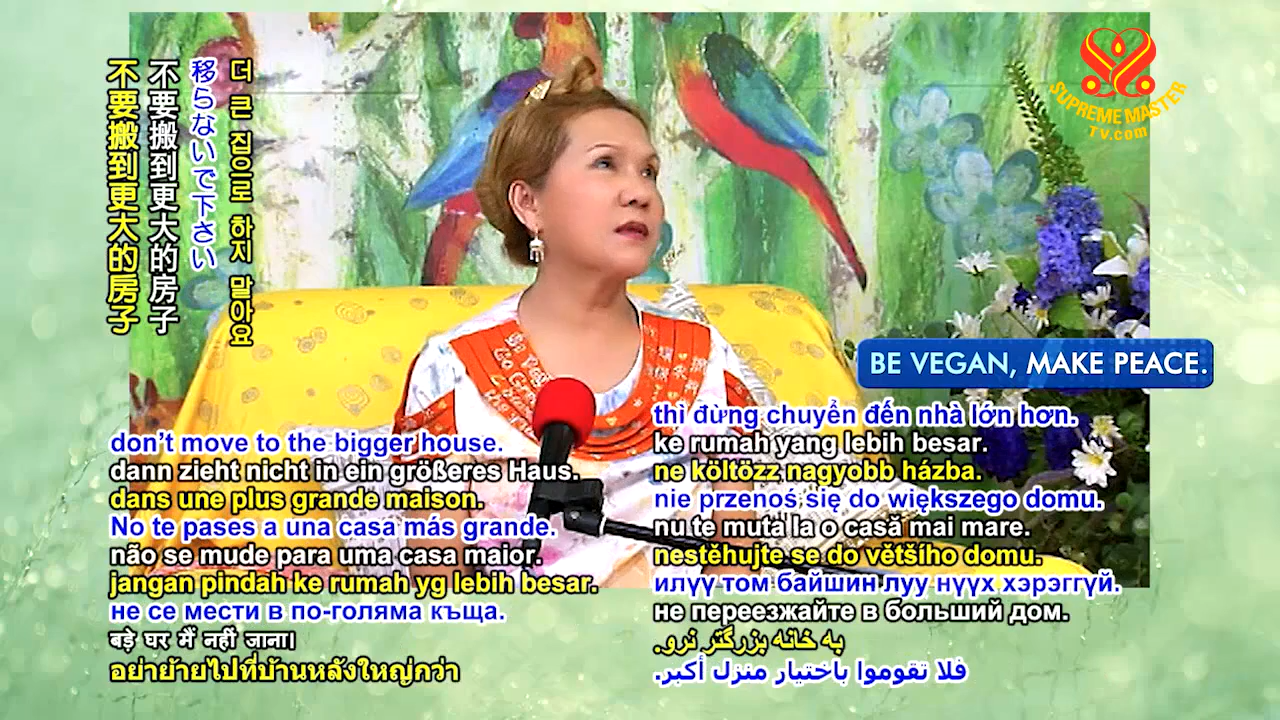 더 큰 집으로 하지 말아요
移らないで下さい
不要搬到更大的房子
不要搬到更大的房子
SUPREME MASTER
TV.com
BE VEGAN, MAKE PEACE.
don't move to the bigger house.
dann zieht nicht in ein größeres Haus.
dans une plus grande maison.
No te pases a una casa más grande.
não se mude para uma casa maior.
jangan pindah ke rumah yg lebih besar.
не се мести в по-голяма къща.
बड़े घर में नहीं जाना।
อย่าย้ายไปที่บ้านหลังใหญ่กว่า
thì đừng chuyển đến nhà lớn hơn.
ke rumah yang lebih besar.
ne költözz nagyobb házba.
nie przenoś się do większego domu.
nu te muta la o casă mai mare.
nestěhujte se do většího domu.
илүү том байшин луу нүүх хэрэггүй.
не переезжайте в больший дом.
به خانه بزرگتر نرو.
فلا تقوموا باختيار منزل أكبر.